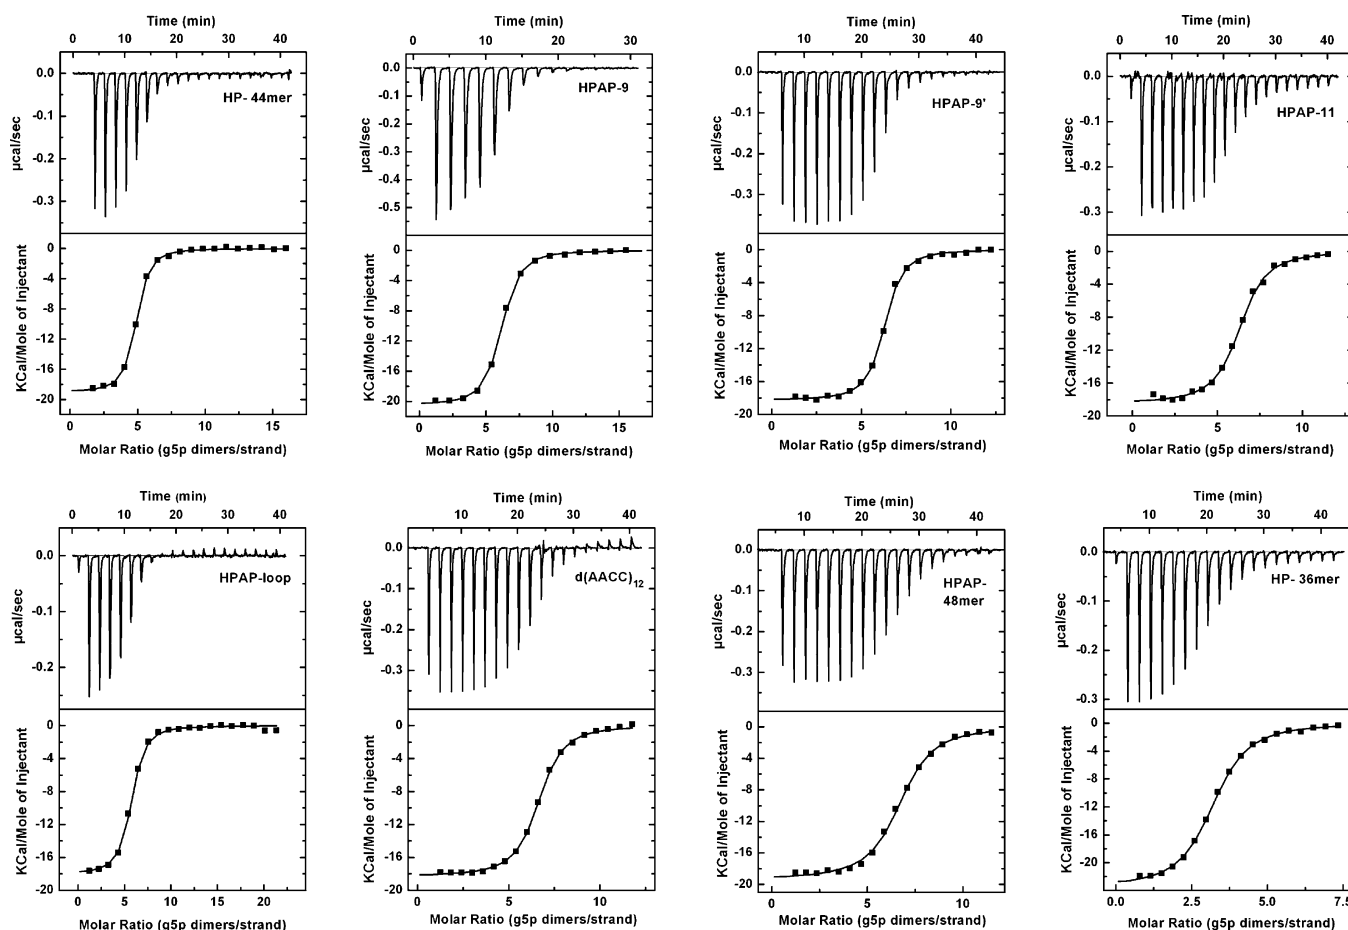 Time (min)
0 10 20 30 40
0.0
-0.1
-0.2
-0.3
µcal/sec
HP- 44mer
0
-4
-8
-12
-16
-20
KCal/Mole of Injectant
0 5 10 15
Molar Ratio (g5p dimers/strand)
Time (min)
0 10 20 30
0.0
-0.1
-0.2
-0.3
-0.4
-0.5
µcal/sec
HPAP-9
0
-4
-8
-12
-16
-20
KCal/Mole of Injectant
0 5 10 15
Molar Ratio (g5p dimers/strand)
Time (min)
10 20 30 40
0.0
-0.1
-0.2
-0.3
µcal/sec
HPAP-9'
0
-4
-8
-12
-16
-20
KCal/Mole of Injectant
0 5 10
Molar Ratio (g5p dimers/strand)
Time (min)
0 10 20 30 40
0.0
-0.1
-0.2
-0.3
µcal/sec
HPAP-11
0
-4
-8
-12
-16
-20
KCal/Mole of Injectant
0 5 10
Molar Ratio (g5p dimers/strand)
Time (min)
0 10 20 30 40
0.0
-0.1
-0.2
µcal/sec
HPAP-loop
0
-4
-8
-12
-16
-20
KCal/Mole of Injectant
0 5 10 15 20
Molar Ratio (g5p dimers/strand)
Time (min)
10 20 30 40
0.0
-0.1
-0.2
-0.3
µcal/sec
d(AACC)12
0
-4
-8
-12
-16
-20
KCal/Mole of Injectant
0 5 10
Molar Ratio (g5p dimers/strand)
Time (min)
10 20 30 40
0.0
-0.1
-0.2
-0.3
µcal/sec
HPAP-
48mer
0
-4
-8
-12
-16
-20
KCal/Mole of Injectant
0 5 10
Molar Ratio (g5p dimers/strand)
Time (min)
10 20 30 40
0.0
-0.1
-0.2
-0.3
µcal/sec
HP- 36mer
0
-4
-8
-12
-16
-20
KCal/Mole of Injectant
0.0 2.5 5.0 7.5
Molar Ratio (g5p dimers/strand)